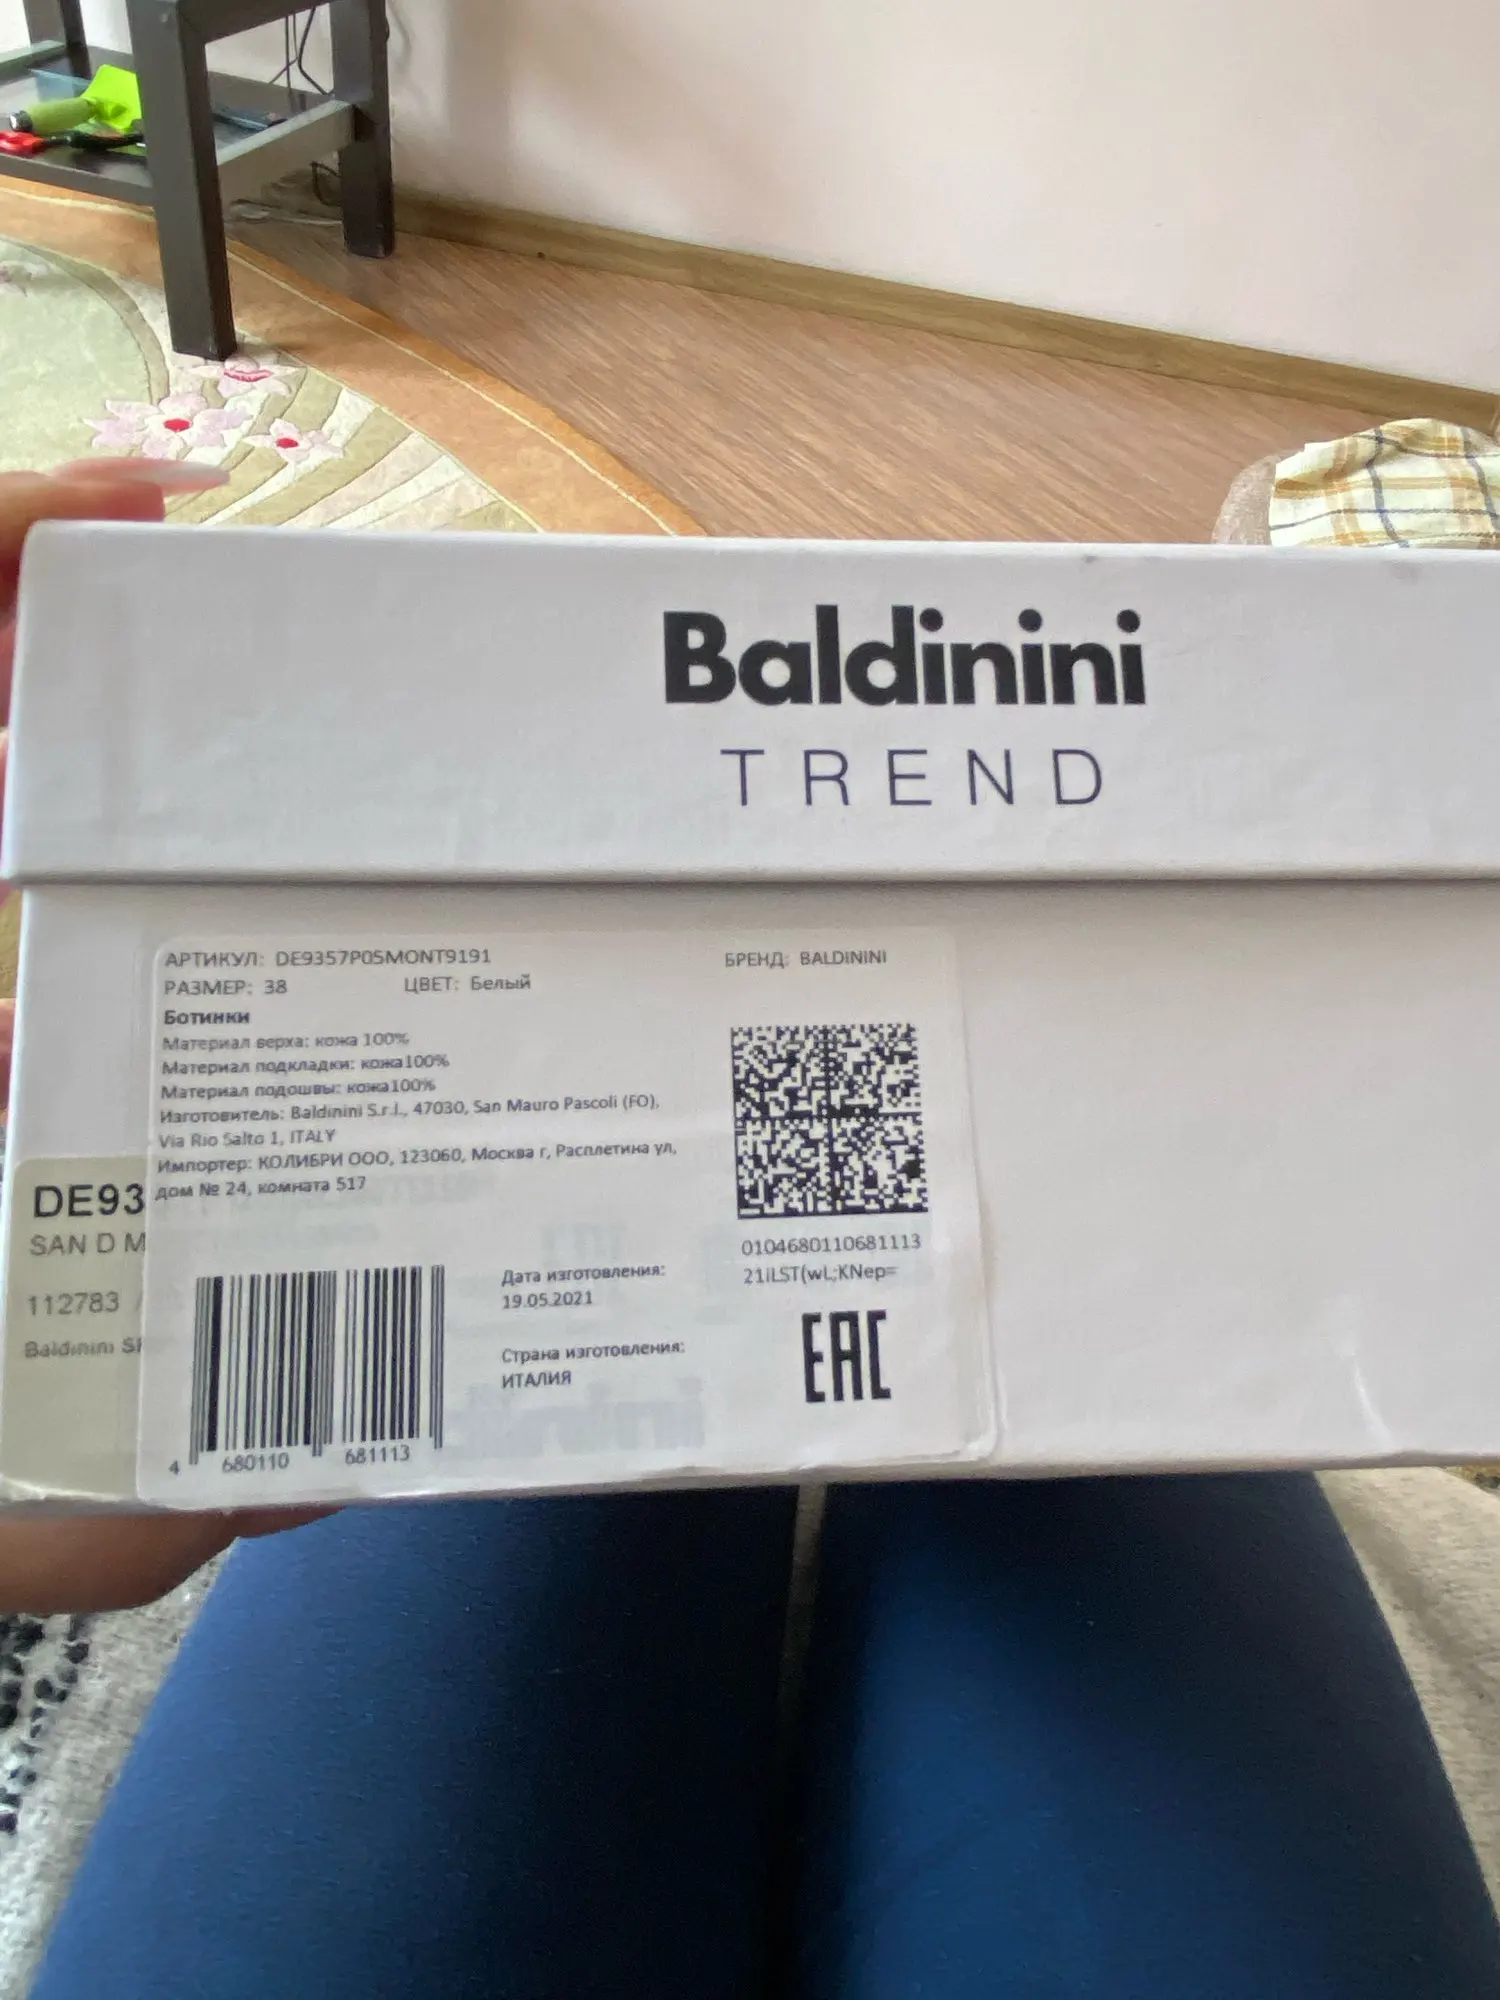 Baldinini
TREND
АРТИКУЛ: DE9357P05MONT9191
БРЕНД: BALDININI
РАЗМЕР: 38 ЦВЕТ: Белый
Ботинки
Материал верха: кожа 100%
Материал подкладки: кожа100%
Материал подошвы: кожа100%
Изготовитель: Baldinini S.r.l., 47030, San Mauro Pascoli (FO),
Via Rio Salto 1, ITALY
Импортер: КОЛИБРИ ООО, 123060, Москва г, Расплетина ул,
дом № 24, комната 517
DE93
SAN D M
112783
Baldinini
0104680110681113
21iLST(wL;KNep=
Дата изготовления:
19.05.2021
Страна изготовления:
ИТАЛИЯ
EAC
4 680110 681113